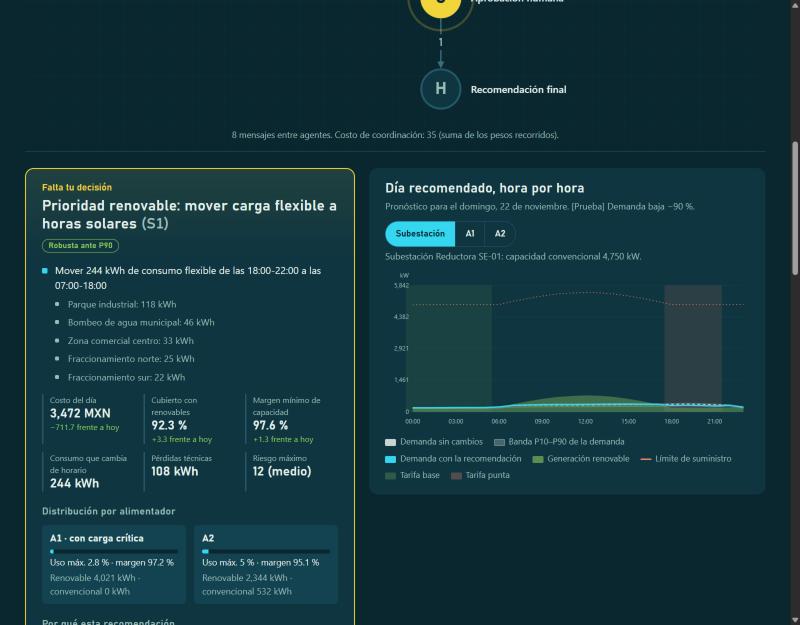 1
H
Recomendación final
8 mensajes entre agentes. Costo de coordinación: 35 (suma de los pesos recorridos).
Falta tu decisión
Prioridad renovable: mover carga flexible a
horas solares (S1)
Robusta ante P90
Mover 244 kWh de consumo flexible de las 18:00-22:00 a las
07:00-18:00
Parque industrial: 118 kWh
Bombeo de agua municipal: 46 kWh
Zona comercial centro: 33 kWh
Fraccionamiento norte: 25 kWh
Fraccionamiento sur: 22 kWh
Costo del día
3,472 MXN
−711.7 frente a hoy
Cubierto con
renovables
92.3 %
+3.3 frente a hoy
Margen mínimo de
capacidad
97.6 %
+1.3 frente a hoy
Consumo que cambia
de horario
244 kWh
Pérdidas técnicas
108 kWh
Riesgo máximo
12 (medio)
Distribución por alimentador
A1 · con carga crítica
Uso máx. 2.8 % · margen 97.2 %
Renovable 4,021 kWh ·
convencional 0 kWh
A2
Uso máx. 5 % · margen 95.1 %
Renovable 2,344 kWh ·
convencional 532 kWh
Por qué esta recomendación
Día recomendado, hora por hora
Pronóstico para el domingo, 22 de noviembre. [Prueba] Demanda baja −90 %.
Subestación A1 A2
Subestación Reductora SE-01: capacidad convencional 4,750 kW.
kW
5,842
4,382
2,921
1,461
0
00:00 03:00 06:00 09:00 12:00 15:00 18:00 21:00
Demanda sin cambios Banda P10–P90 de la demanda
Demanda con la recomendación Generación renovable Límite de suministro
Tarifa base Tarifa punta